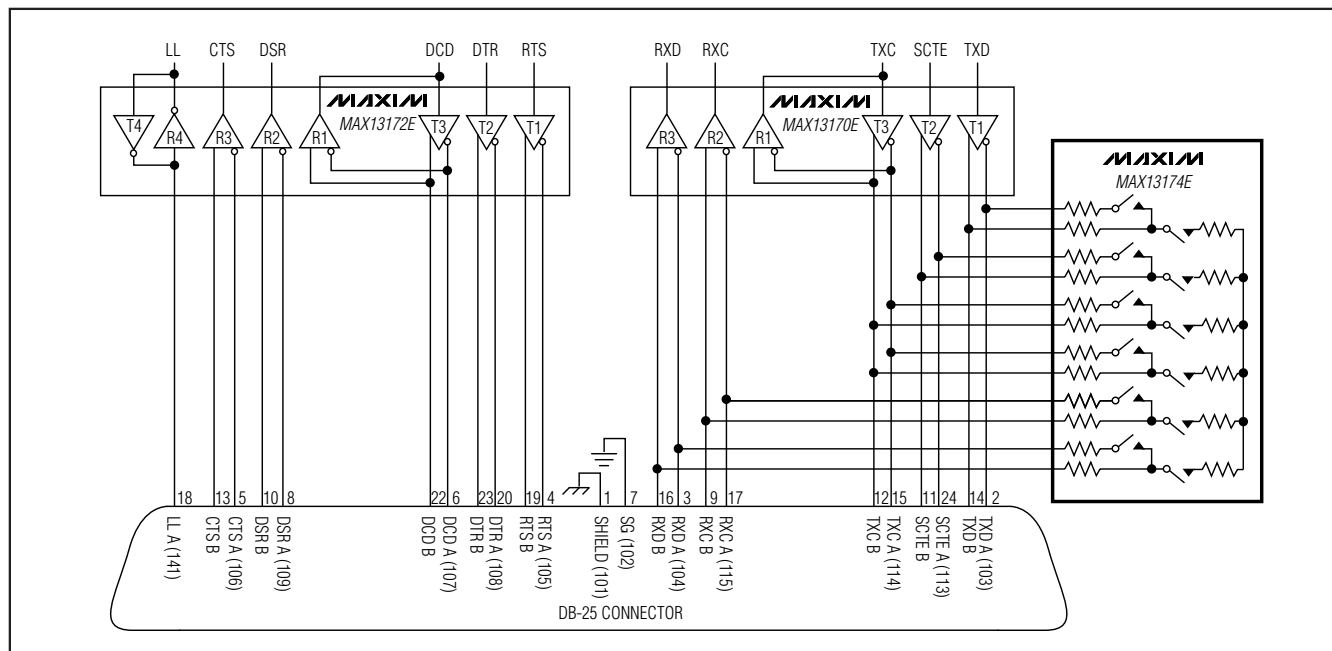 LL CTS DSR DCD DTR RTS RXD RXC TXC SCTE TXD
MAXIM
MAX13172E
T4 R4 R3 R2 R1 T3 T2 T1
MAXIM
MAX13170E
R3 R2 R1 T3 T2 T1
MAXIM
MAX13174E
18 13 5 10 8 22 6 23 20 19 4 1 7 16 3 9 17 12 15 11 24 14 2
LL A (141)
CTS B
CTS A (106)
DSR B
DSR A (109)
DCD B
DCD A (107)
DTR B
DTR A (108)
RTS B
RTS A (105)
SHIELD (101)
SG (102)
RXD B
RXD A (104)
RXC B
RXC A (115)
TXC B
TXC A (114)
SCTE B
SCTE A (113)
TXD B
TXD A (103)
DB-25 CONNECTOR